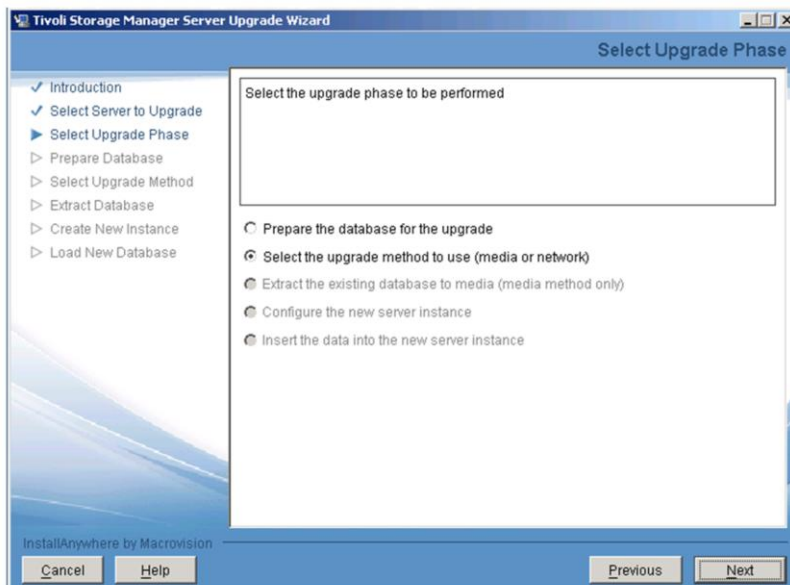 Tivoli Storage Manager Server Upgrade Wizard
Select Upgrade Phase
Introduction
Select Server to Upgrade
Select Upgrade Phase
Prepare Database
Select Upgrade Method
Extract Database
Create New Instance
Load New Database
Select the upgrade phase to be performed
Prepare the database for the upgrade
Select the upgrade method to use (media or network)
Extract the existing database to media (media method only)
Configure the new server instance
Insert the data into the new server instance
InstallAnywhere by Macrovision
Cancel
Help
Previous
Next